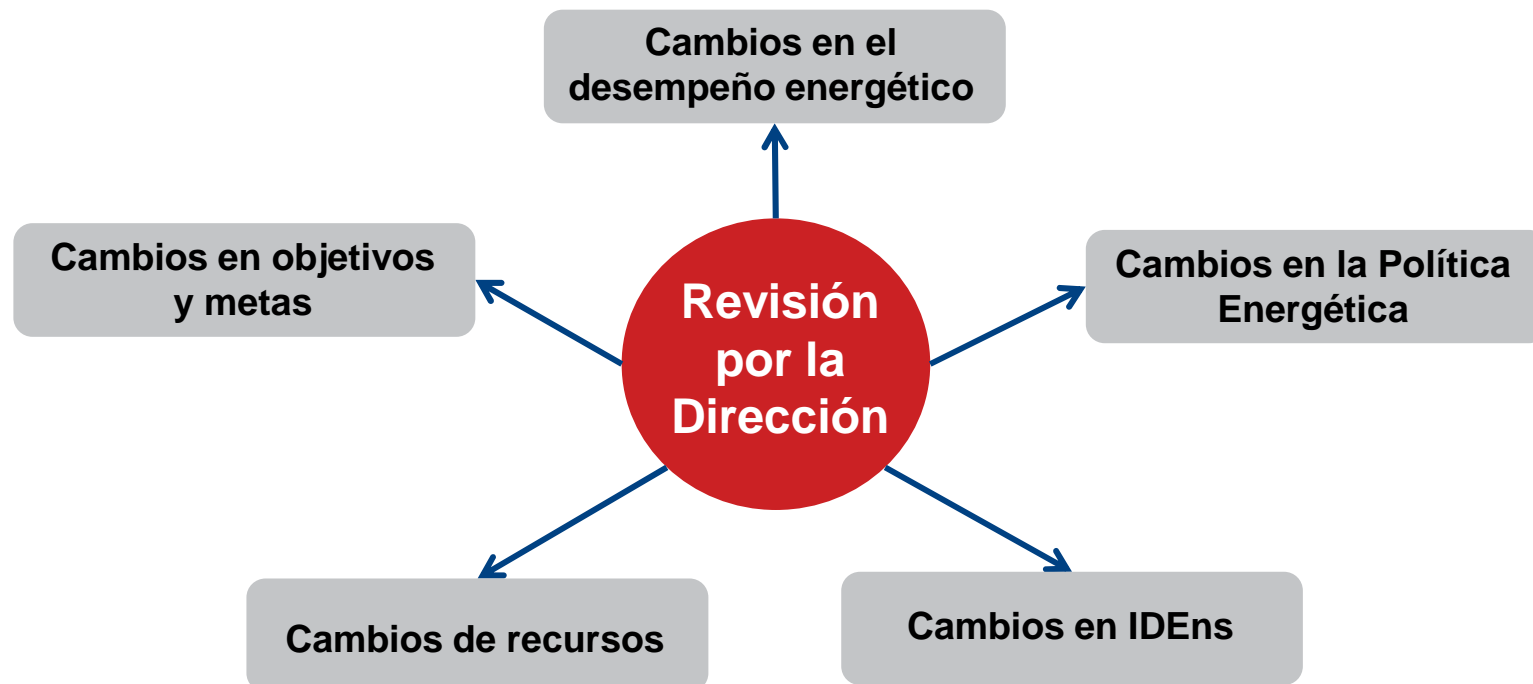 Cambios en el
desempeño energético
Cambios en objetivos
y metas
Revisión
por la
Dirección
Cambios en la Política
Energética
Cambios de recursos
Cambios en IDEns